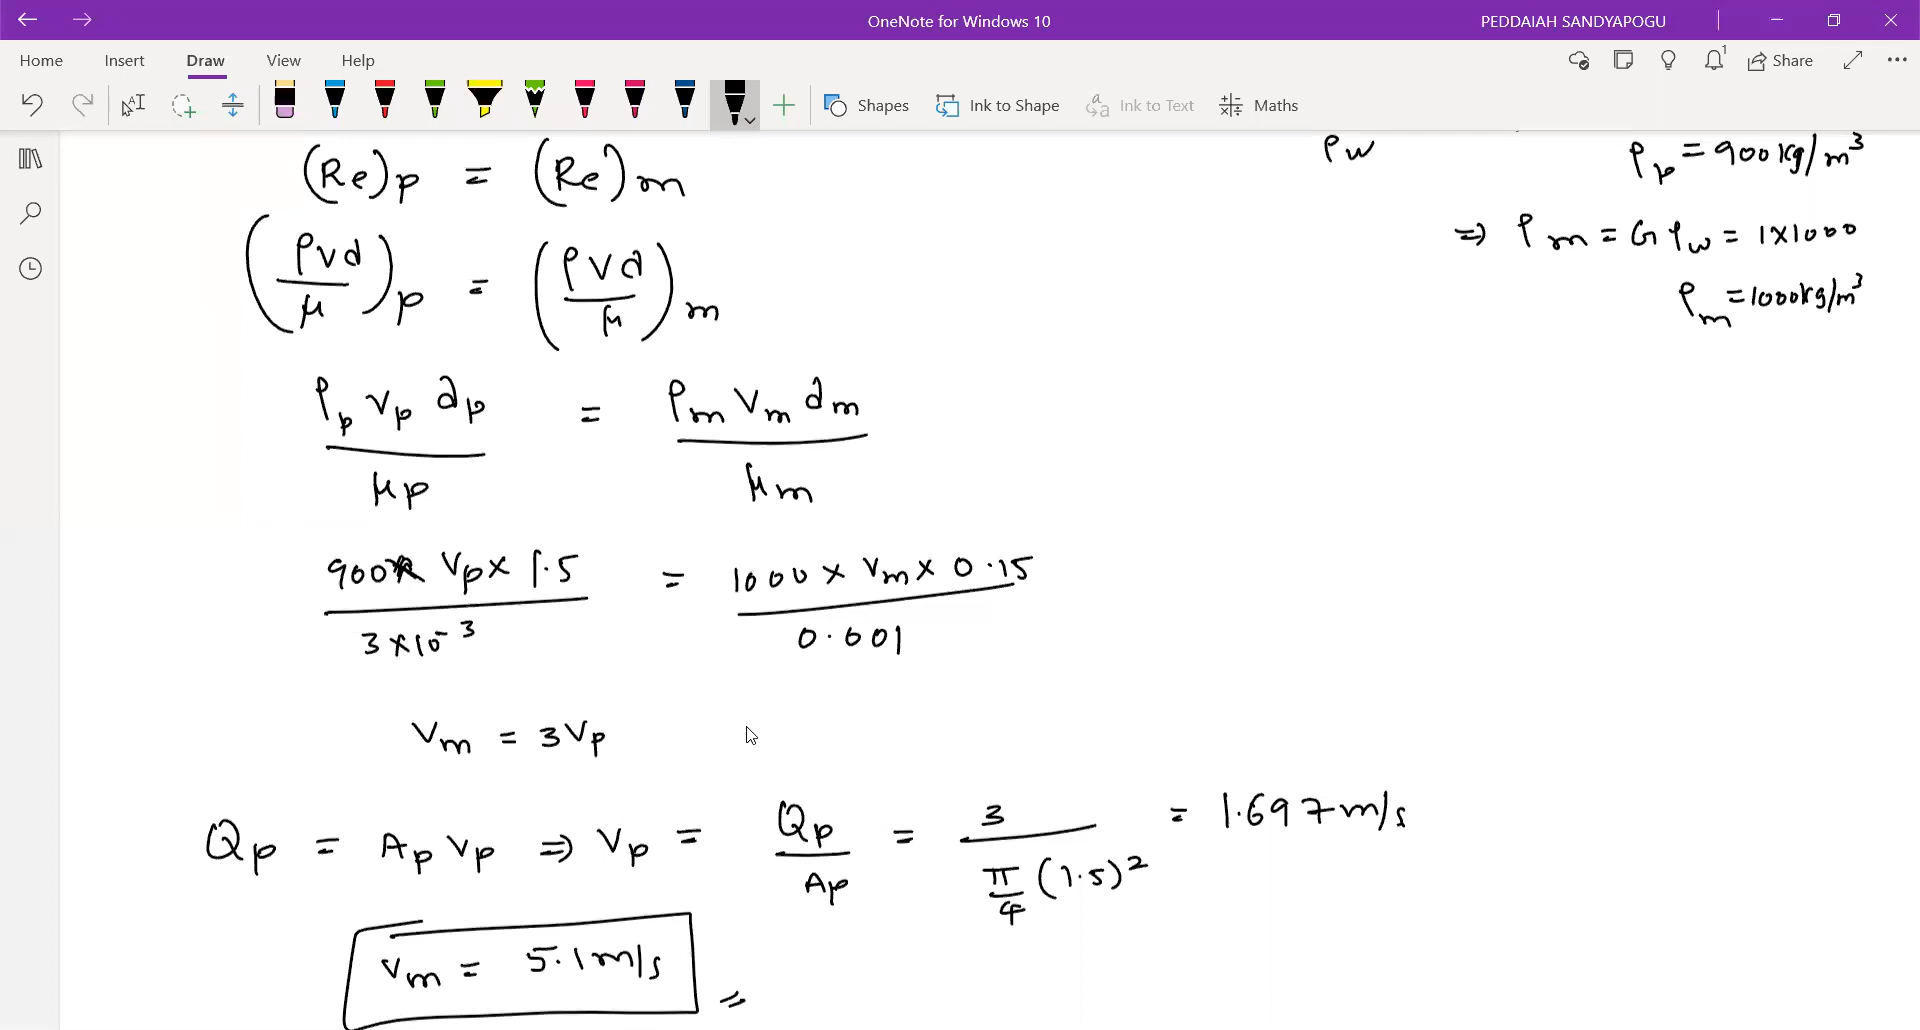 OneNote for Windows 10
PEDDAIAH SANDYAPOGU
Home Insert Draw View Help
1
Share
Shapes
Ink to Shape
Ink to Text
Maths
(Re)p = (Re)m
ρw
ρp = 900 kg/m³
(ρvd/μ)p = (ρvd/μ)m
⇒ ρm = G ρw = 1×1000
ρm = 1000 kg/m³
ρp vp dp / μp = ρm vm dm / μm
900 × vp × 1.5 / 3×10⁻³ = 1000 × vm × 0.15 / 0.001
vm = 3vp
Qp = Ap vp ⇒ vp = Qp/Ap = 3 / π/4 (1.5)² = 1.697 m/s
vm = 5.1 m/s
=